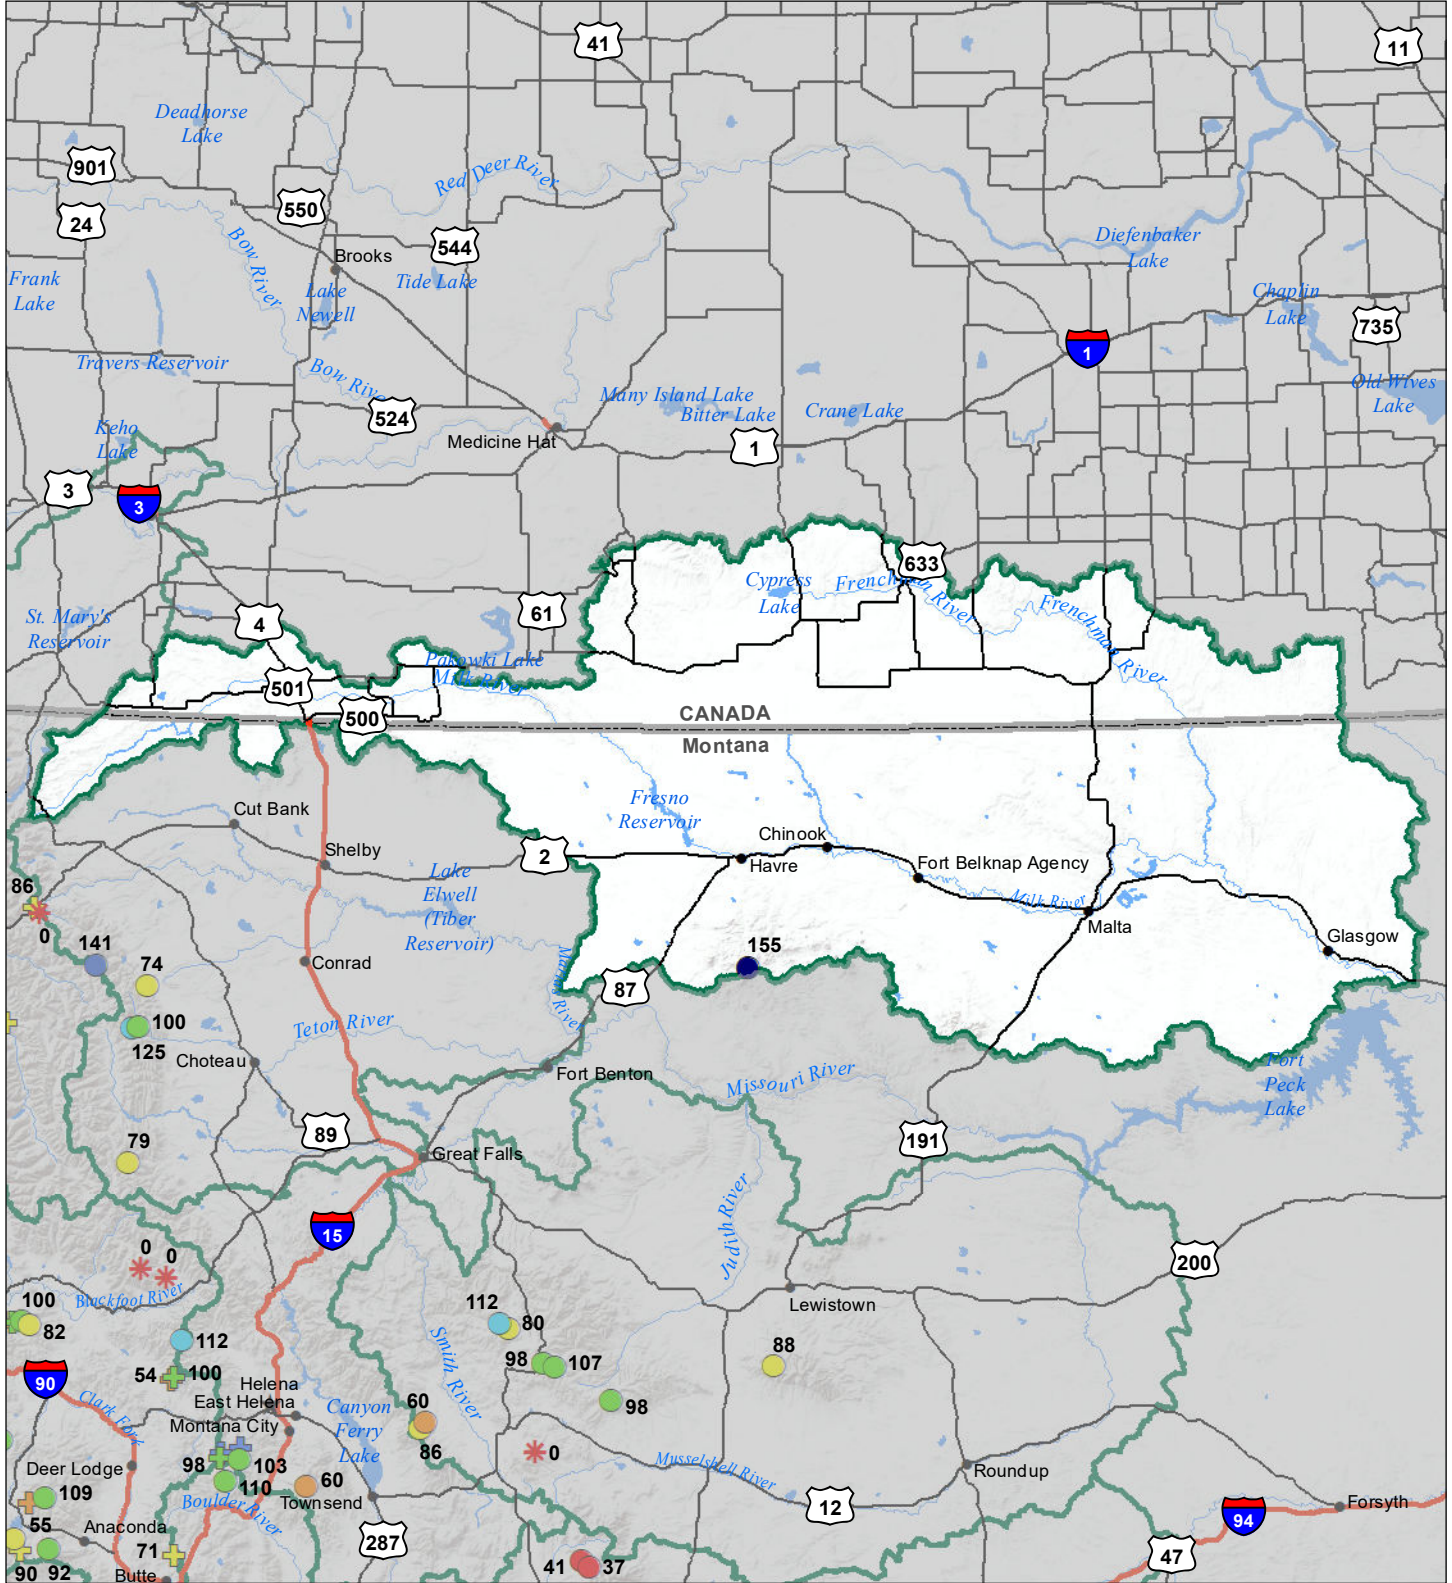 41
11
Deadhorse
Lake
901
Red Deer River
550
24
544
Bow River
Brooks
Diefenbaker
Lake
Frank
Lake
Tide Lake
Lake
Newell
Chaplin
Lake
735
1
Travers Reservoir
Bow River
Many Island Lake
Bitter Lake
Crane Lake
Old Wives
Lake
524
Keho
Lake
Medicine Hat
1
3
3
633
Cypress
Lake
Frenchman River
Frenchman River
St. Mary's
Reservoir
4
61
Pakowki Lake
Milk River
501
500
CANADA
Montana
Fresno
Reservoir
Cut Bank
Chinook
Shelby
2
Havre
Fort Belknap Agency
Lake
Elwell
(Tiber
Reservoir)
86
0
Milk River
Malta
141
155
Glasgow
Conrad
74
87
Marias River
100
125
Teton River
Choteau
Fort Benton
Missouri River
Fort
Peck
Lake
89
191
79
Great Falls
Judith River
15
0
0
200
Blackfoot River
100
82
112
80
Lewistown
112
Smith River
98
107
88
54
100
90
Helena
East Helena
98
Clark Fork
Montana City
Canyon
Ferry
Lake
60
86
0
98
103
Musselshell River
Roundup
Deer Lodge
110
60
109
Boulder River
Townsend
12
Forsyth
55
Anaconda
94
71
287
47
90
92
Butte
41
37